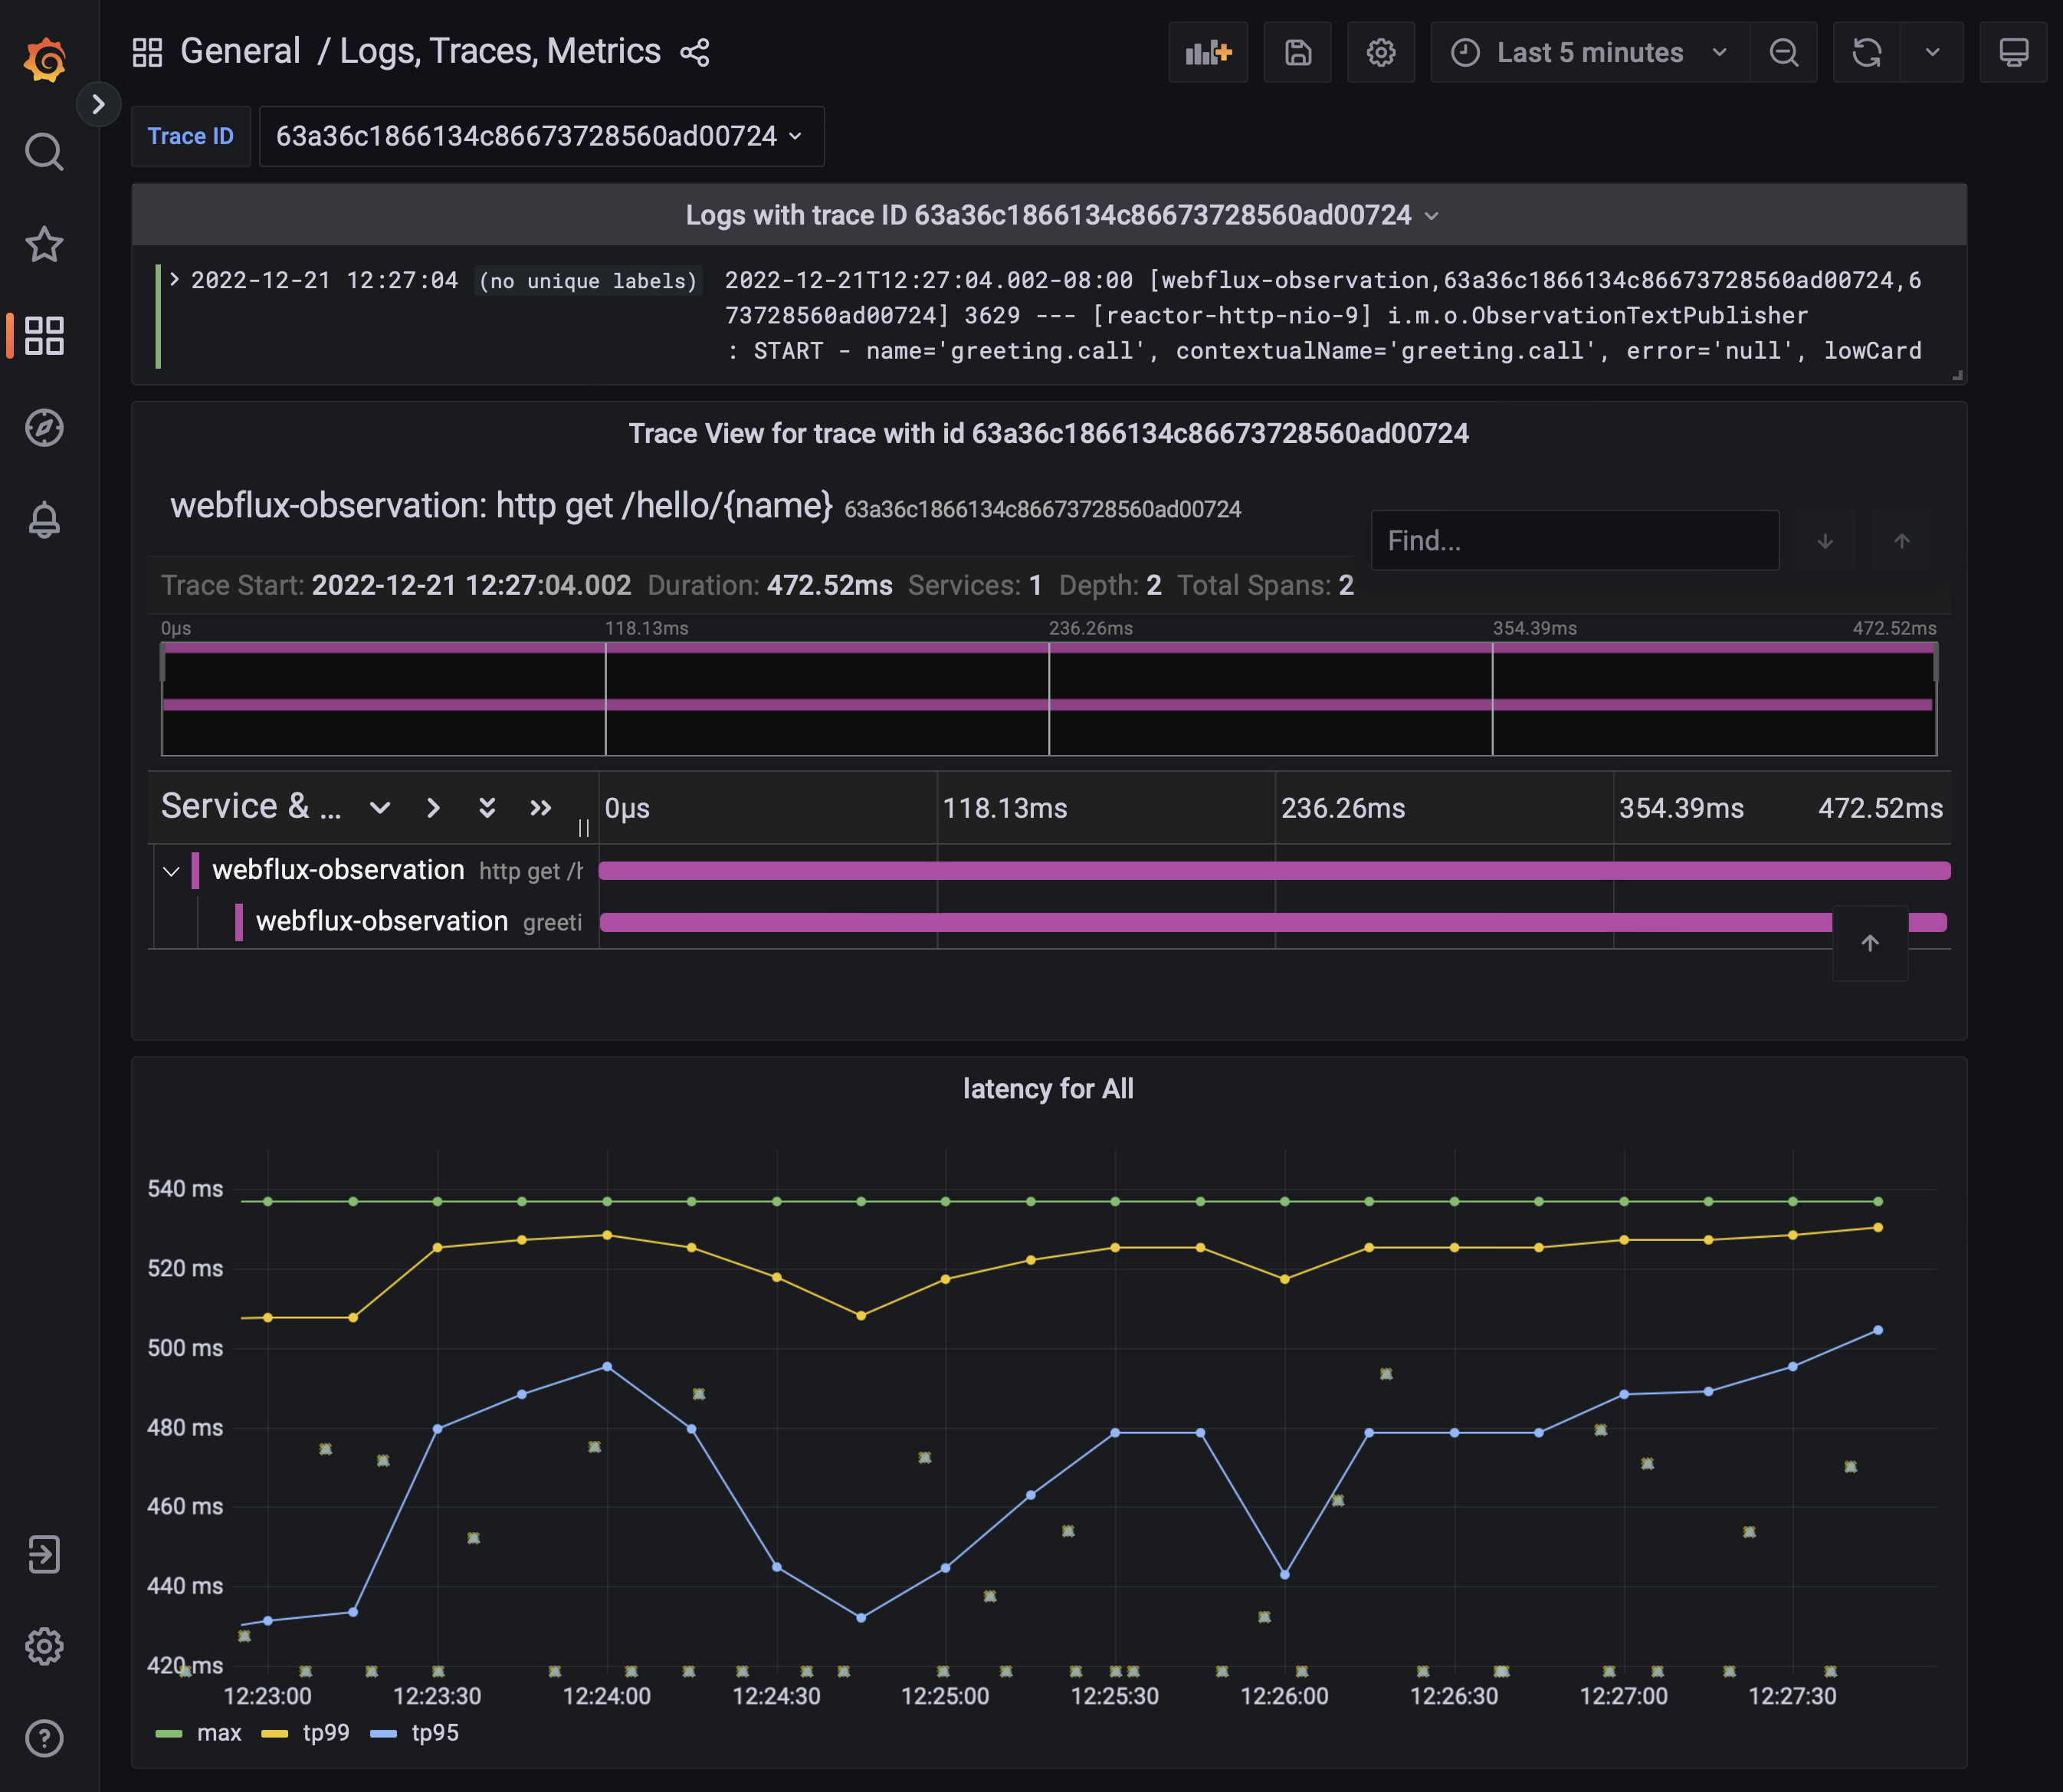 General / Logs, Traces, Metrics
Last 5 minutes
Trace ID
63a36c1866134c86673728560ad00724
Logs with trace ID 63a36c1866134c86673728560ad00724
2022-12-21 12:27:04 (no unique labels) 2022-12-21T12:27:04.002-08:00 [webflux-observation,63a36c1866134c86673728560ad00724,6
73728560ad00724] 3629 --- [reactor-http-nio-9] i.m.o.ObservationTextPublisher
: START - name='greeting.call', contextualName='greeting.call', error='null', lowCard
Trace View for trace with id 63a36c1866134c86673728560ad00724
webflux-observation: http get /hello/{name} 63a36c1866134c86673728560ad00724
Find...
Trace Start: 2022-12-21 12:27:04.002 Duration: 472.52ms Services: 1 Depth: 2 Total Spans: 2
0μs 118.13ms 236.26ms 354.39ms 472.52ms
Service & ... 0μs 118.13ms 236.26ms 354.39ms 472.52ms
webflux-observation http get /h
webflux-observation greeti
latency for All
540 ms
520 ms
500 ms
480 ms
460 ms
440 ms
420 ms
12:23:00 12:23:30 12:24:00 12:24:30 12:25:00 12:25:30 12:26:00 12:26:30 12:27:00 12:27:30
max tp99 tp95